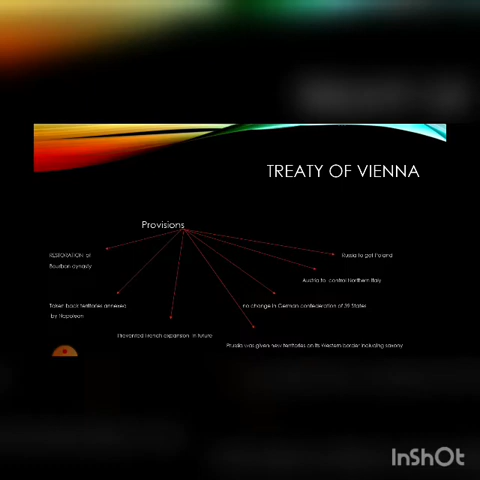 TREATY OF VIENNA
Provisions
RESTORATION of
Bourbon dynasty
Russia to get Poland
Austria to control Northern Italy
Taken back territories annexed
by Napoleon
no change in German confederation of 39 States
Prevented French expansion in future
Prussia was given new territories on its Western border including saxony
InShOt